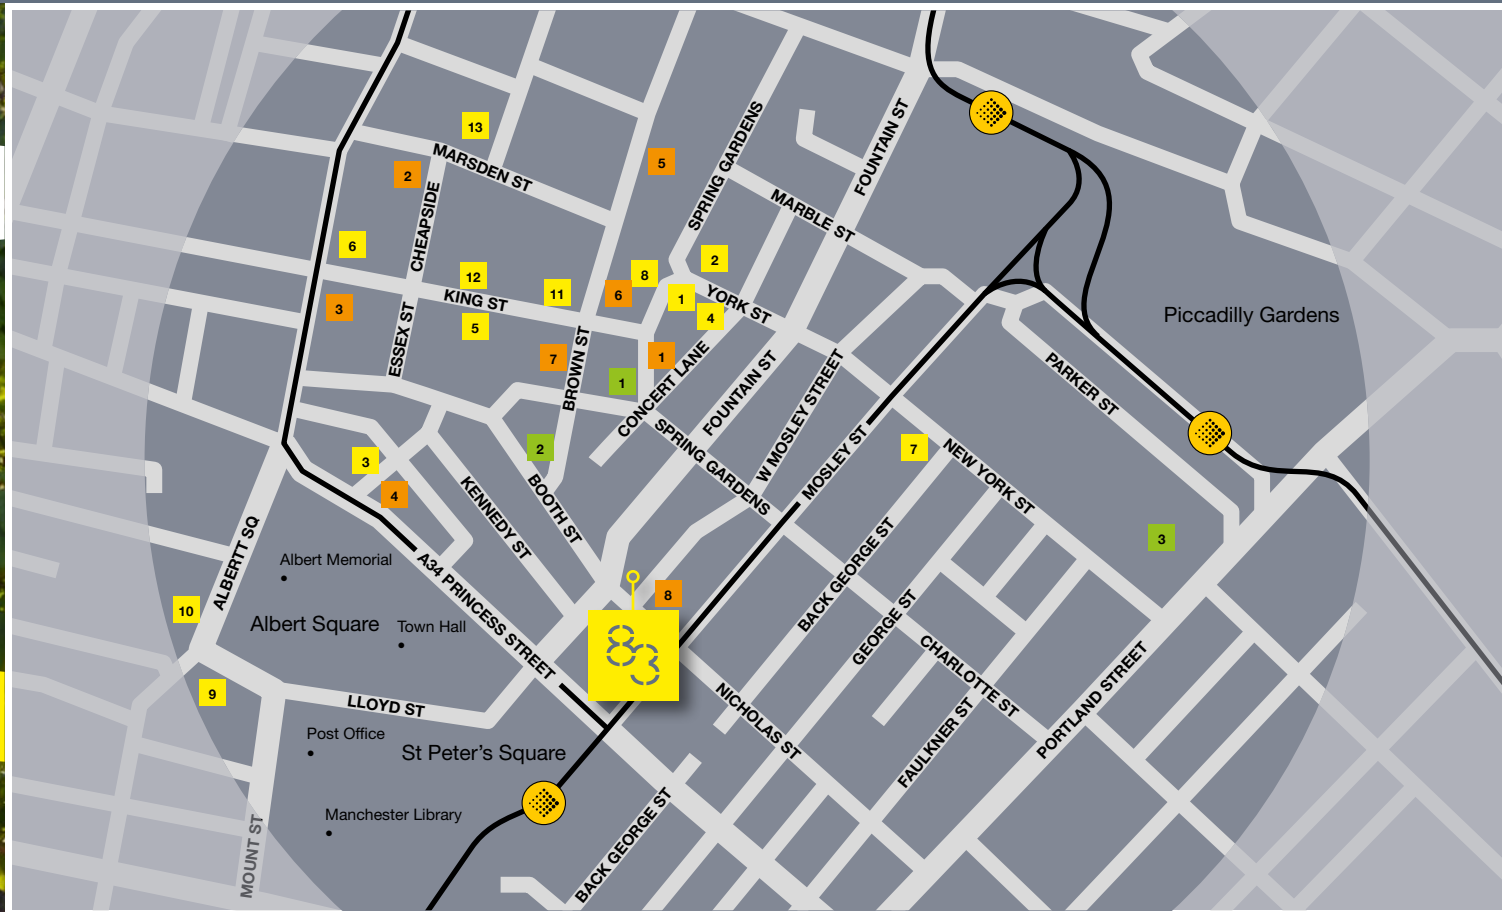 13
MARSDEN ST
2
5
SPRING GARDENS
FOUNTAIN ST
MARBLE ST
CHEAPSIDE
6
12
KING ST
11
8
2
6
1
YORK ST
4
3
5
ESSEX ST
7
BROWN ST
1
1
CONCERT LANE
FOUNTAIN ST
W MOSLEY STREET
Piccadilly Gardens
PARKER ST
3
4
2
SPRING GARDENS
MOSLEY ST
7
NEW YORK ST
KENNEDY ST
BOOTH ST
3
ALBERTT SQ
Albert Memorial
A34 PRINCESS STREET
10
Albert Square
Town Hall
8
83
BACK GEORGE ST
GEORGE ST
CHARLOTTE ST
PORTLAND STREET
9
LLOYD ST
NICHOLAS ST
FAULKNER ST
Post Office
St Peter's Square
Manchester Library
MOUNT ST
BACK GEORGE ST